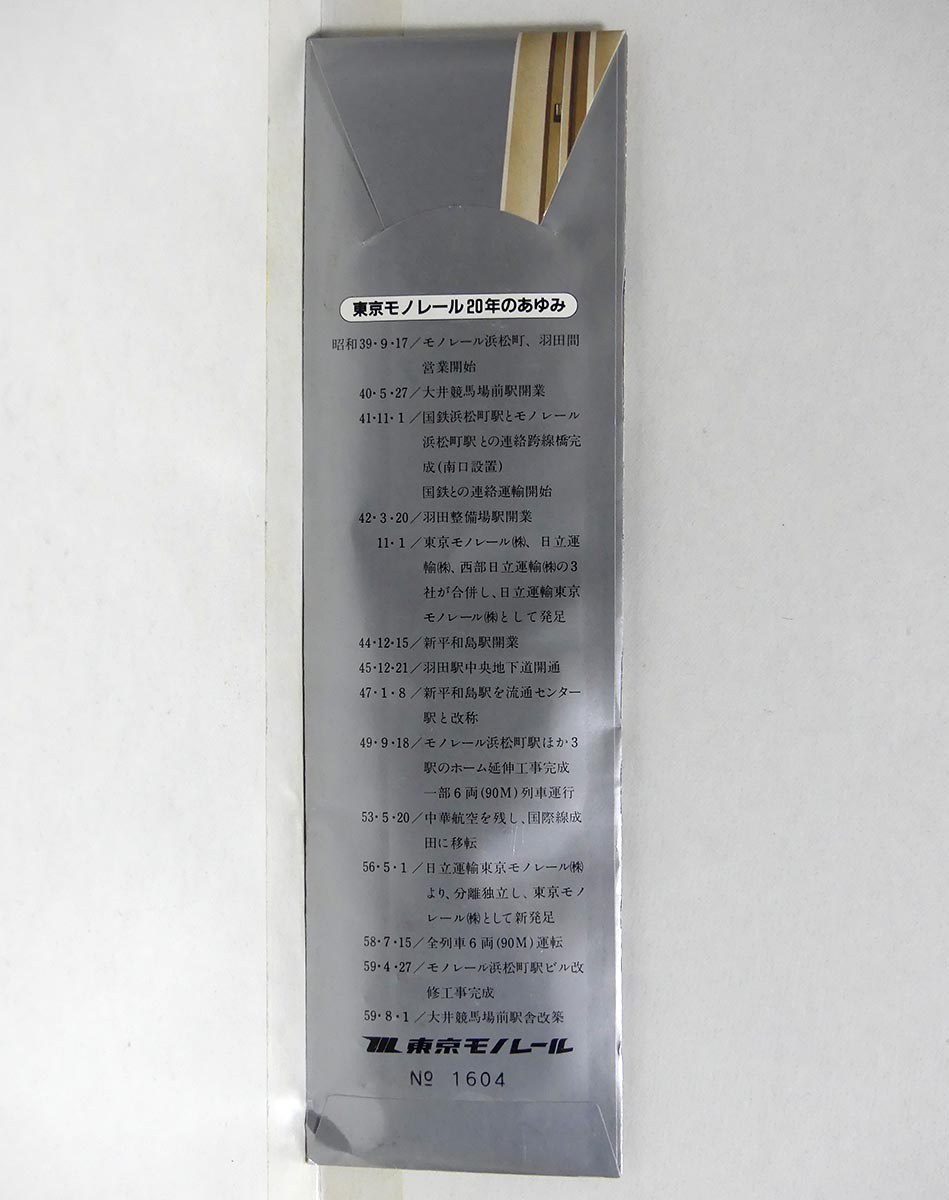 東京モノレール20年のあゆみ
昭和39・9・17／モノレール浜松町、羽田間
営業開始
40・5・27／大井競馬場前駅開業
41・11・1／国鉄浜松町駅とモノレール
浜松町駅との連絡跨線橋完
成(南口設置)
国鉄との連絡運輸開始
42・3・20／羽田整備場駅開業
11・1／東京モノレール㈱、日立運
輸㈱、西部日立運輸㈱の3
社が合併し、日立運輸東京
モノレール㈱として発足
44・12・15／新平和島駅開業
45・12・21／羽田駅中央地下道開通
47・1・8／新平和島駅を流通センター
駅と改称
49・9・18／モノレール浜松町駅ほか3
駅のホーム延伸工事完成
一部6両(90M)列車運行
53・5・20／中華航空を残し、国際線成
田に移転
56・5・1／日立運輸東京モノレール㈱
より、分離独立し、東京モノ
レール㈱として新発足
58・7・15／全列車6両(90M)運転
59・4・27／モノレール浜松町駅ビル改
修工事完成
59・8・1／大井競馬場前駅舎改築
東京モノレール
№ 1604